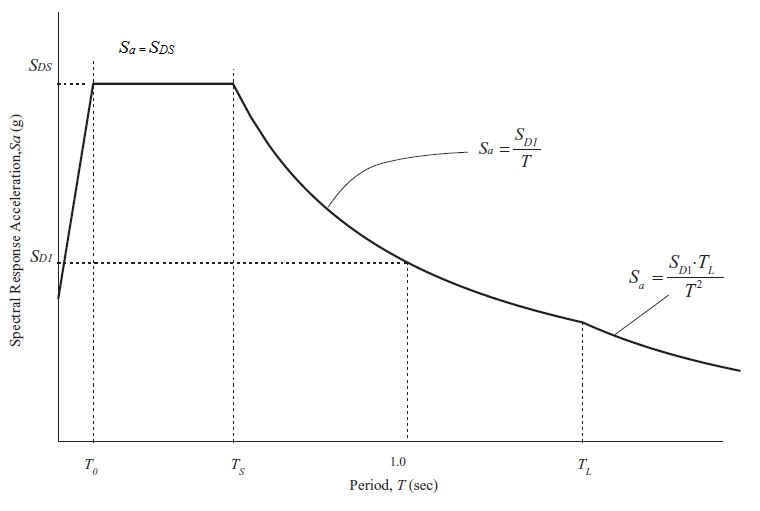 Sa = SDS
SDS
Sa = SD1/T
SD1
Sa = SD1·TL/T²
T0
TS
1.0
TL
Period, T (sec)
Spectral Response Acceleration,Sa (g)